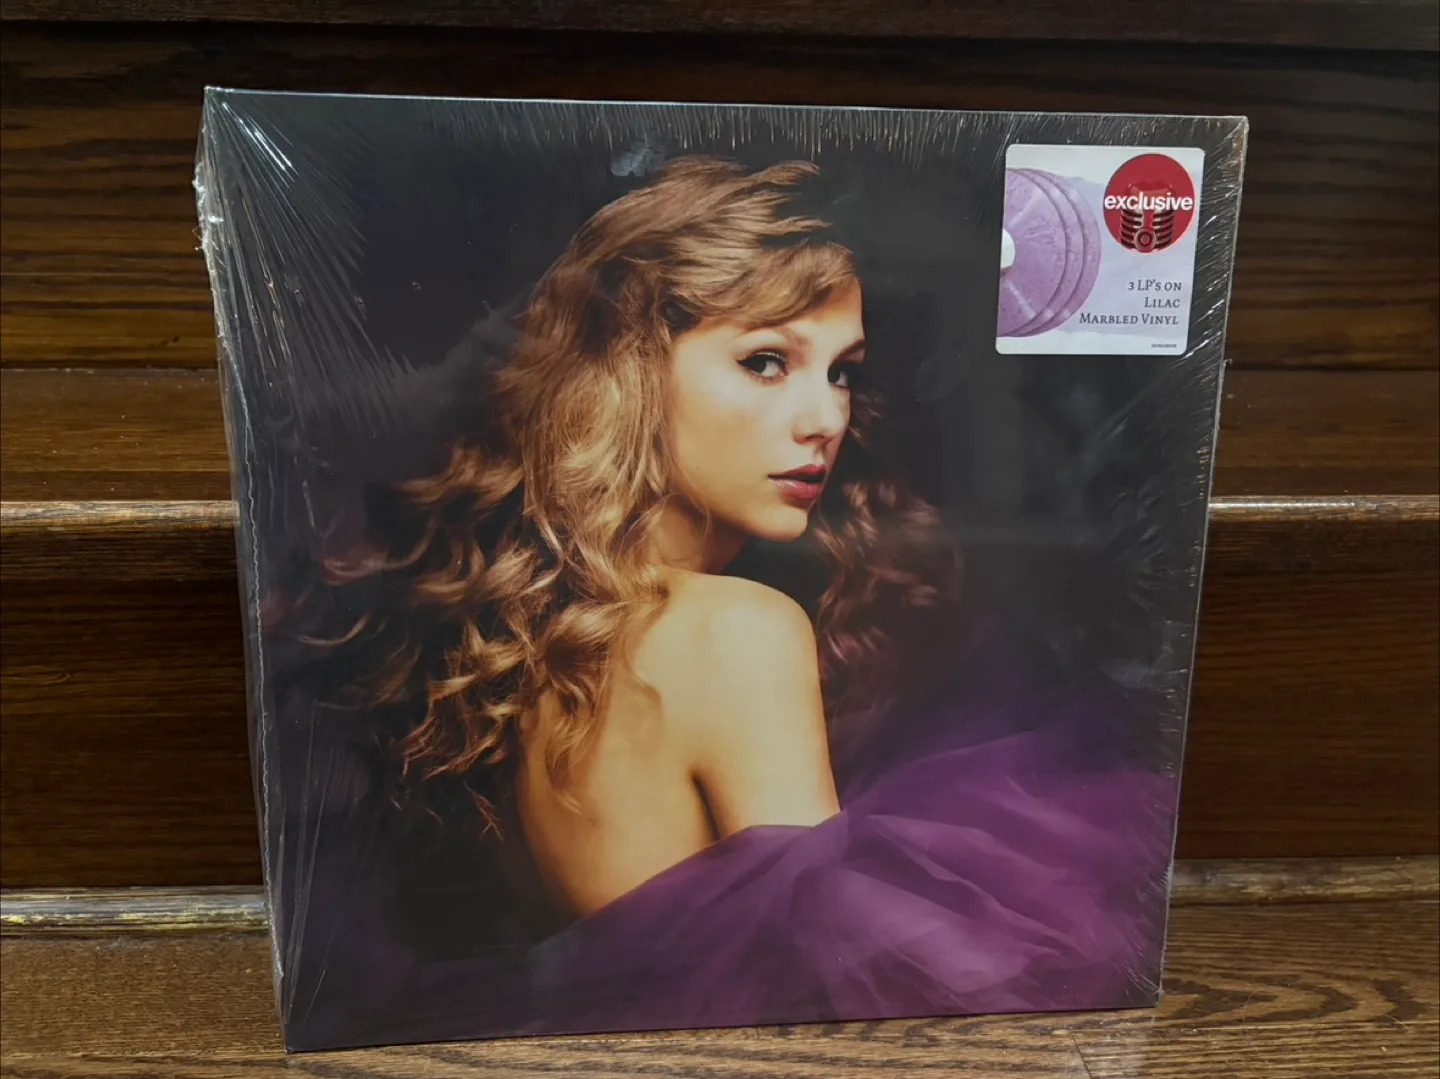 exclusive
3 LP's on
Lilac
Marbled Vinyl